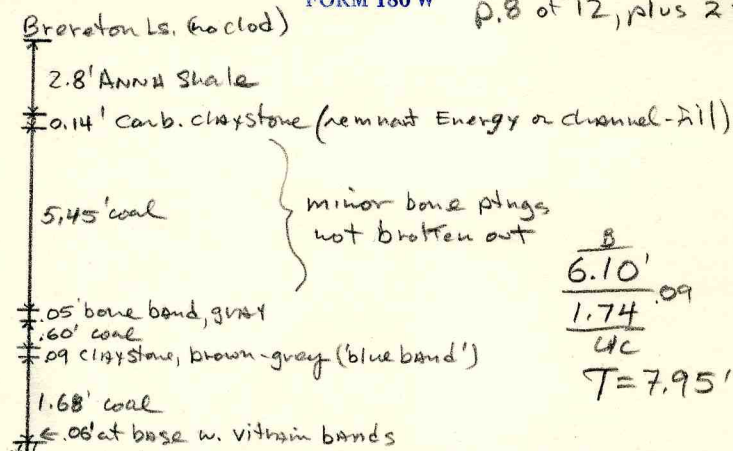 FORM 180 W
p.8 of 12, plus 2
Brereton Ls. (no clod)
2.8' ANNA Shale
0.14' Carb. claystone (remnant Energy or channel-fill)
5.45' coal
minor bone ptngs
not broken out
.05' bone band, gray
.60' coal
.09 claystone, brown-gray ('blue band')
1.68' coal
←.06' at base w. vitrain bands
B
6.10'
.09
1.74
LBC
T=7.95'